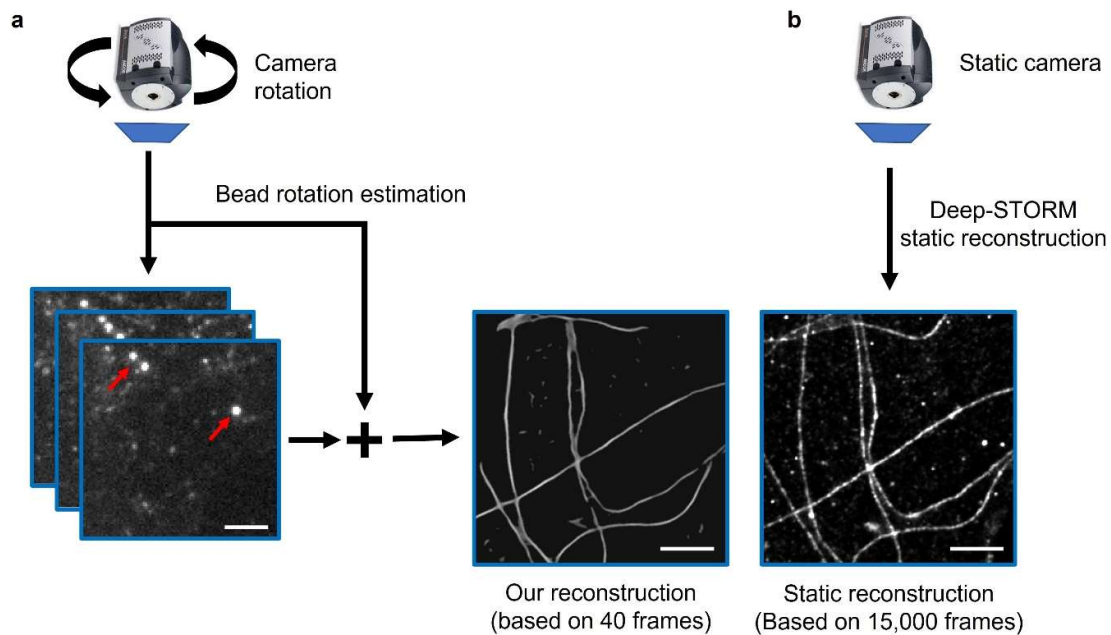 a
Camera
rotation
Bead rotation estimation
Our reconstruction
(based on 40 frames)
b
Static camera
Deep-STORM
static reconstruction
Static reconstruction
(Based on 15,000 frames)